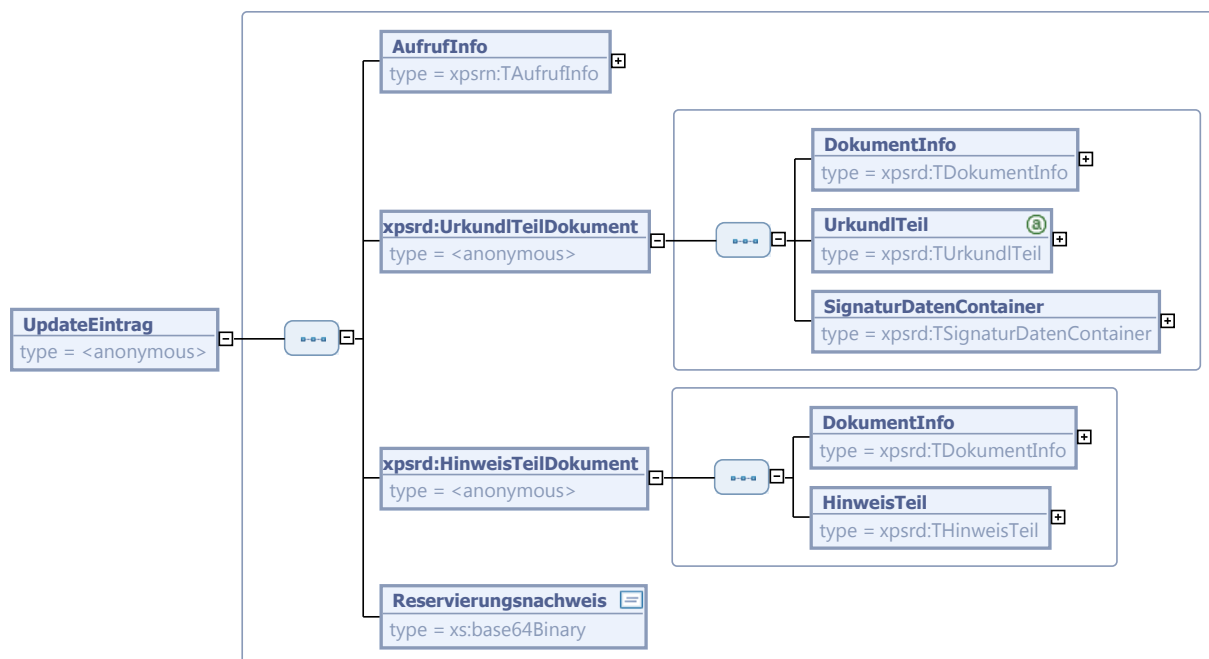 AufrufInfo
type = xpsrn:TAufrufInfo
DokumentInfo
type = xpsrd:TDokumentInfo
xpsrd:UrkundlTeilDokument
type = <anonymous>
UrkundlTeil
type = xpsrd:TUrkundlTeil
SignaturDatenContainer
type = xpsrd:TSignaturDatenContainer
UpdateEintrag
type = <anonymous>
DokumentInfo
type = xpsrd:TDokumentInfo
xpsrd:HinweisTeilDokument
type = <anonymous>
HinweisTeil
type = xpsrd:THinweisTeil
Reservierungsnachweis
type = xs:base64Binary